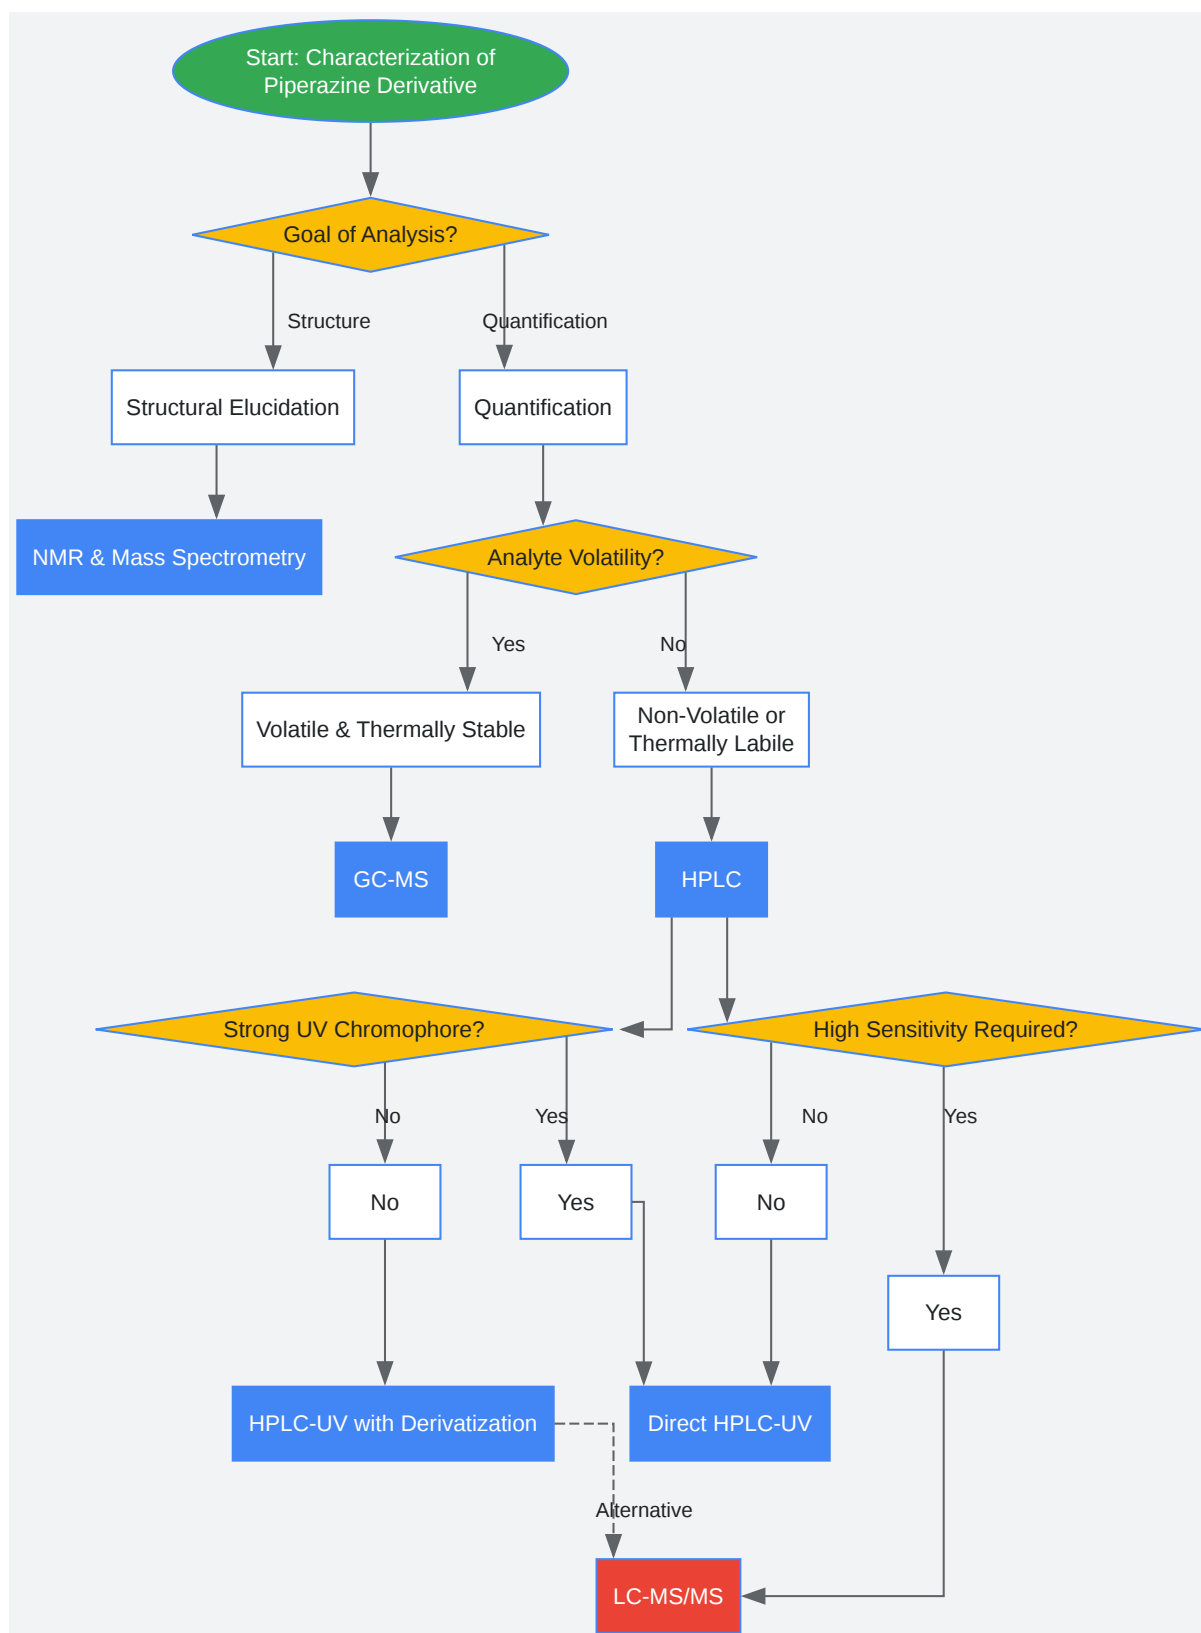 Start: Characterization of
Piperazine Derivative
Goal of Analysis?
Structure
Quantification
Structural Elucidation
Quantification
NMR & Mass Spectrometry
Analyte Volatility?
Yes
No
Volatile & Thermally Stable
Non-Volatile or
Thermally Labile
GC-MS
HPLC
Strong UV Chromophore?
High Sensitivity Required?
No
Yes
No
Yes
No
Yes
No
Yes
HPLC-UV with Derivatization
Direct HPLC-UV
Alternative
LC-MS/MS